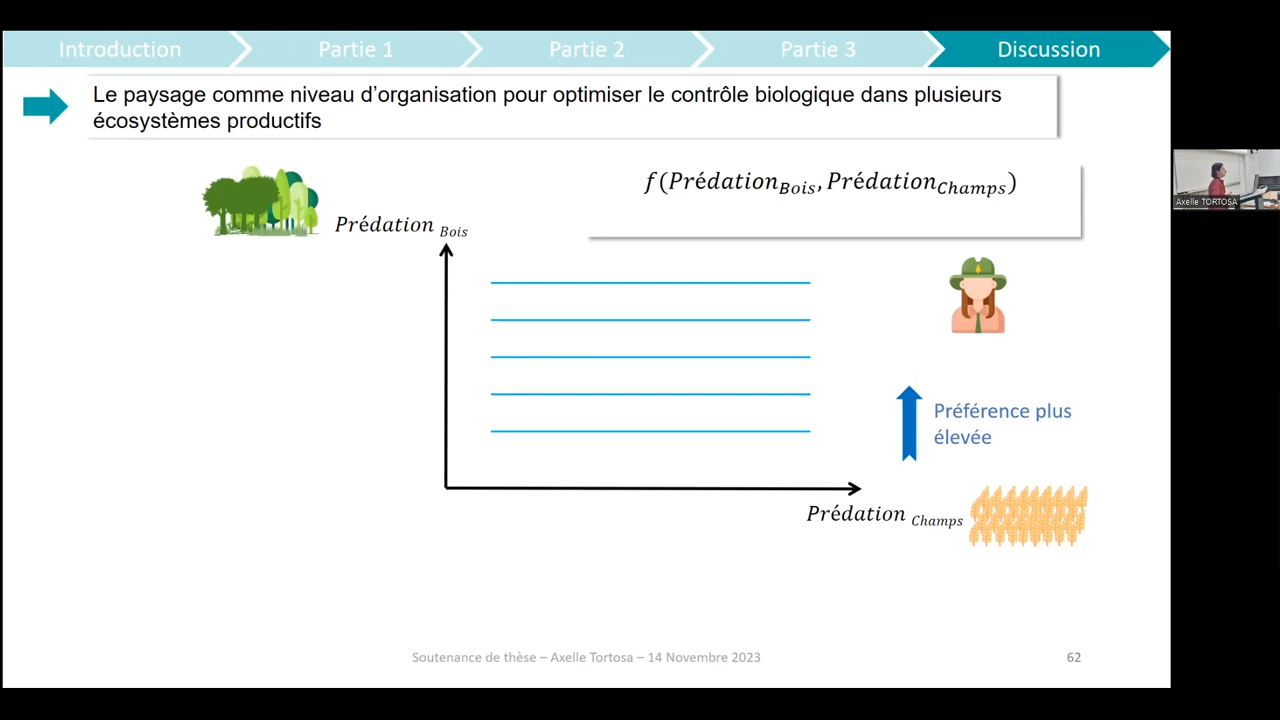 Introduction
Partie 1
Partie 2
Partie 3
Discussion
Le paysage comme niveau d’organisation pour optimiser le contrôle biologique dans plusieurs
écosystèmes productifs
f(Prédation_Bois, Prédation_Champs)
Prédation Bois
Axelle TORTOSA
Préférence plus
élevée
Prédation Champs
Soutenance de thèse – Axelle Tortosa – 14 Novembre 2023
62